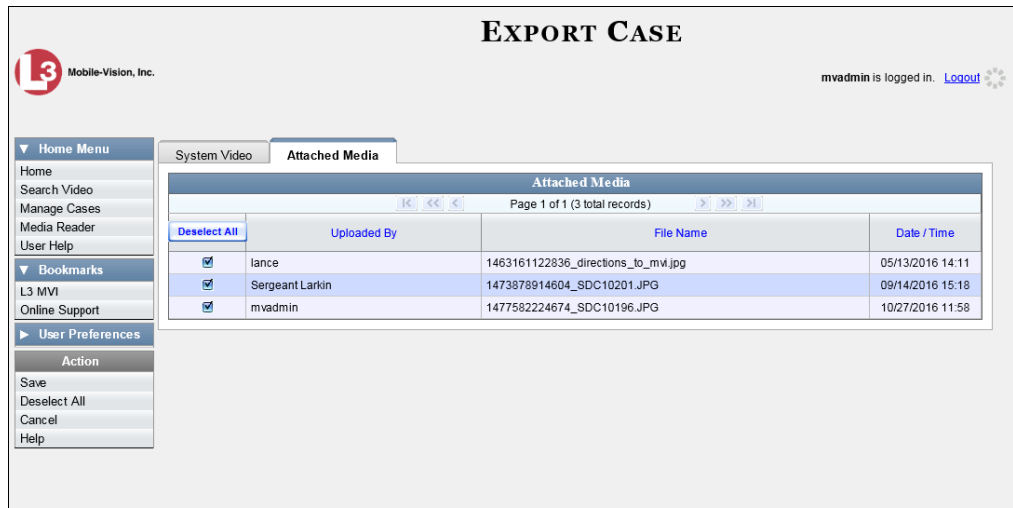 EXPORT CASE
L3 Mobile-Vision, Inc.
mvadmin is logged in. Logout
▼ Home Menu
Home
Search Video
Manage Cases
Media Reader
User Help
▼ Bookmarks
L3 MVI
Online Support
► User Preferences
Action
Save
Deselect All
Cancel
Help
System Video Attached Media
Attached Media
|< << < Page 1 of 1 (3 total records) > >> >|
Deselect All Uploaded By File Name Date / Time
lance 1463161122836_directions_to_mvi.jpg 05/13/2016 14:11
Sergeant Larkin 1473878914604_SDC10201.JPG 09/14/2016 15:18
mvadmin 1477582224674_SDC10196.JPG 10/27/2016 11:58